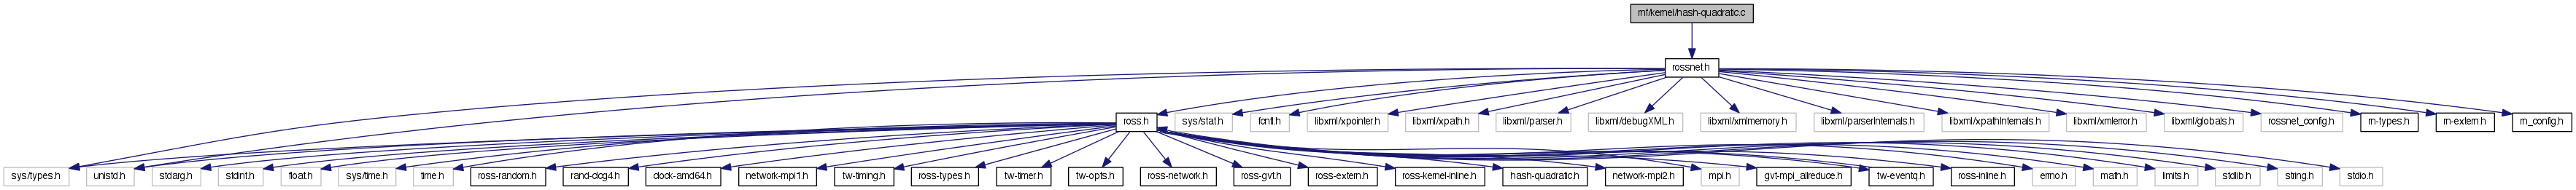 rnf/kernel/hash-quadratic.c
rossnet.h
ross.h
sys/stat.h
fcntl.h
libxml/xpointer.h
libxml/xpath.h
libxml/parser.h
libxml/debugXML.h
libxml/xmlmemory.h
libxml/parserInternals.h
libxml/xpathInternals.h
libxml/xmlerror.h
libxml/globals.h
rossnet_config.h
rn-types.h
rn-extern.h
rn_config.h
sys/types.h
unistd.h
stdarg.h
stdint.h
float.h
sys/time.h
time.h
ross-random.h
rand-clcg4.h
clock-amd64.h
network-mpi1.h
tw-timing.h
ross-types.h
tw-timer.h
tw-opts.h
ross-network.h
ross-gvt.h
ross-extern.h
ross-kernel-inline.h
hash-quadratic.h
network-mpi2.h
mpi.h
gvt-mpi_allreduce.h
tw-eventq.h
ross-inline.h
errno.h
math.h
limits.h
stdlib.h
string.h
stdio.h